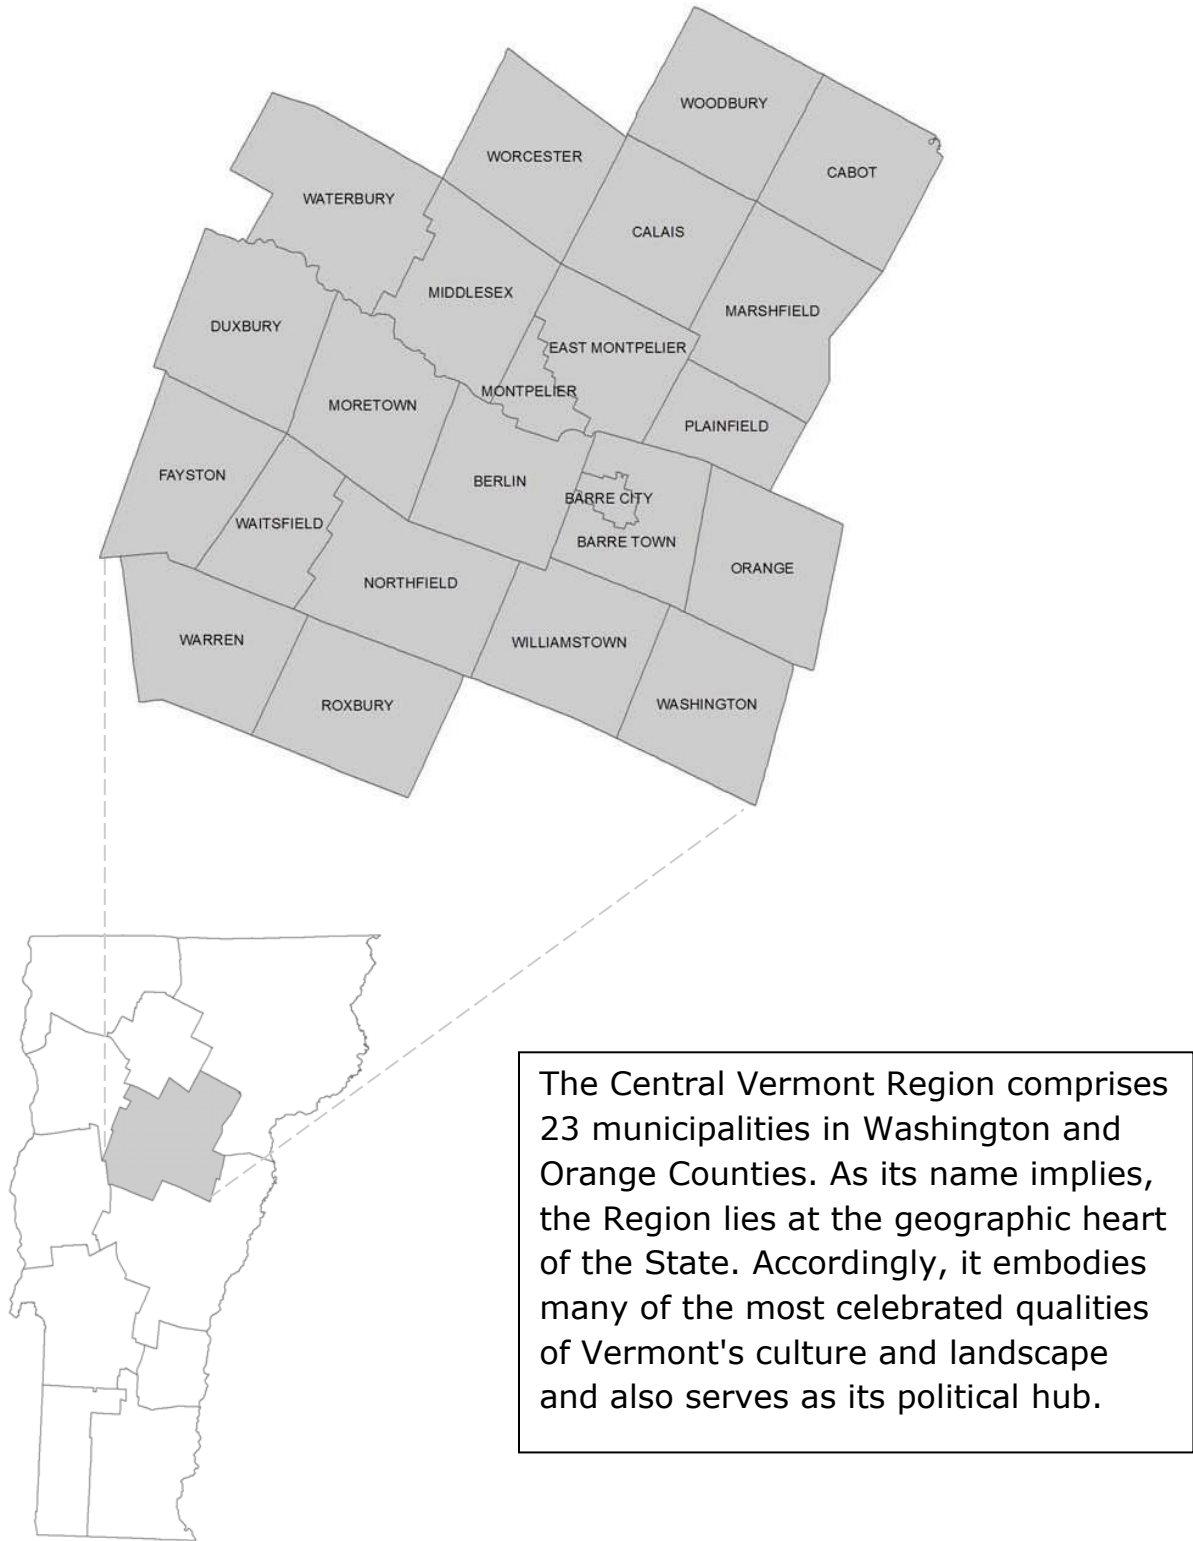 WOODBURY
WORCESTER
CABOT
WATERBURY
CALAIS
MIDDLESEX
MARSHFIELD
DUXBURY
EAST MONTPELIER
MONTPELIER
MORETOWN
PLAINFIELD
FAYSTON
BERLIN
BARRE CITY
WAITSFIELD
BARRE TOWN
ORANGE
NORTHFIELD
WARREN
WILLIAMSTOWN
ROXBURY
WASHINGTON
The Central Vermont Region comprises
23 municipalities in Washington and
Orange Counties. As its name implies,
the Region lies at the geographic heart
of the State. Accordingly, it embodies
many of the most celebrated qualities
of Vermont's culture and landscape
and also serves as its political hub.